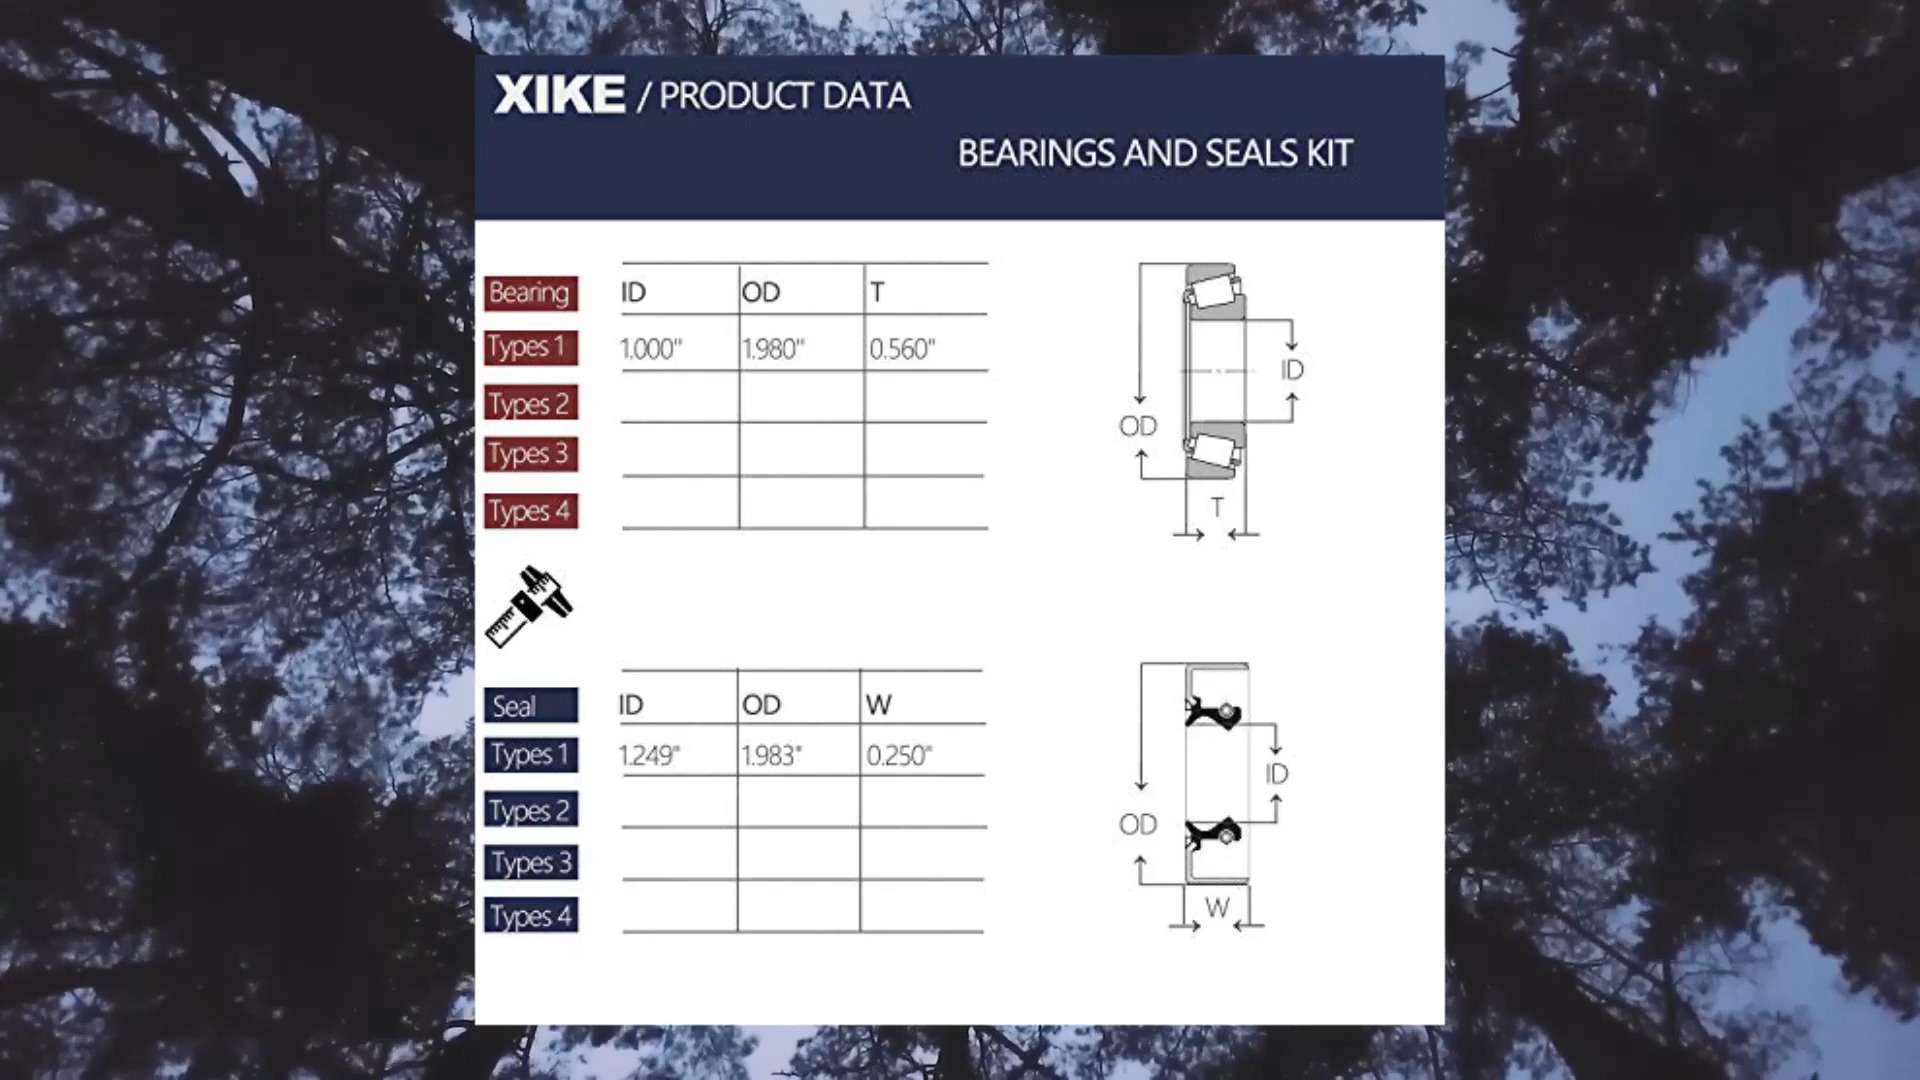 XIKE / PRODUCT DATA
BEARINGS AND SEALS KIT
Bearing ID OD T
Types 1 1.000" 1.980" 0.560"
Types 2
Types 3
Types 4
OD
ID
T
Seal ID OD W
Types 1 1.249" 1.983" 0.250"
Types 2
Types 3
Types 4
OD
ID
W